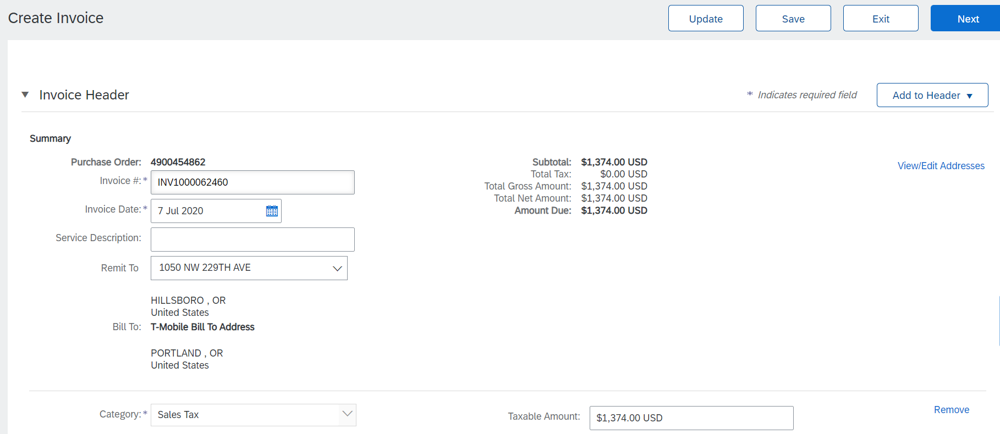 Create Invoice
Update
Save
Exit
Next
Invoice Header
* Indicates required field
Add to Header ▼
Summary
Purchase Order: 4900454862
Invoice #:* INV1000062460
Invoice Date:* 7 Jul 2020
Service Description:
Remit To 1050 NW 229TH AVE
HILLSBORO , OR
United States
Bill To: T-Mobile Bill To Address
PORTLAND , OR
United States
Subtotal: $1,374.00 USD
Total Tax: $0.00 USD
Total Gross Amount: $1,374.00 USD
Total Net Amount: $1,374.00 USD
Amount Due: $1,374.00 USD
View/Edit Addresses
Category:* Sales Tax
Taxable Amount: $1,374.00 USD
Remove